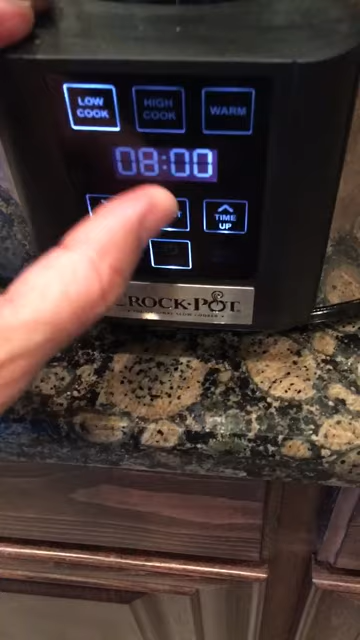 LOW COOK
HIGH COOK
WARM
08:00
TIME UP
CROCK·POT